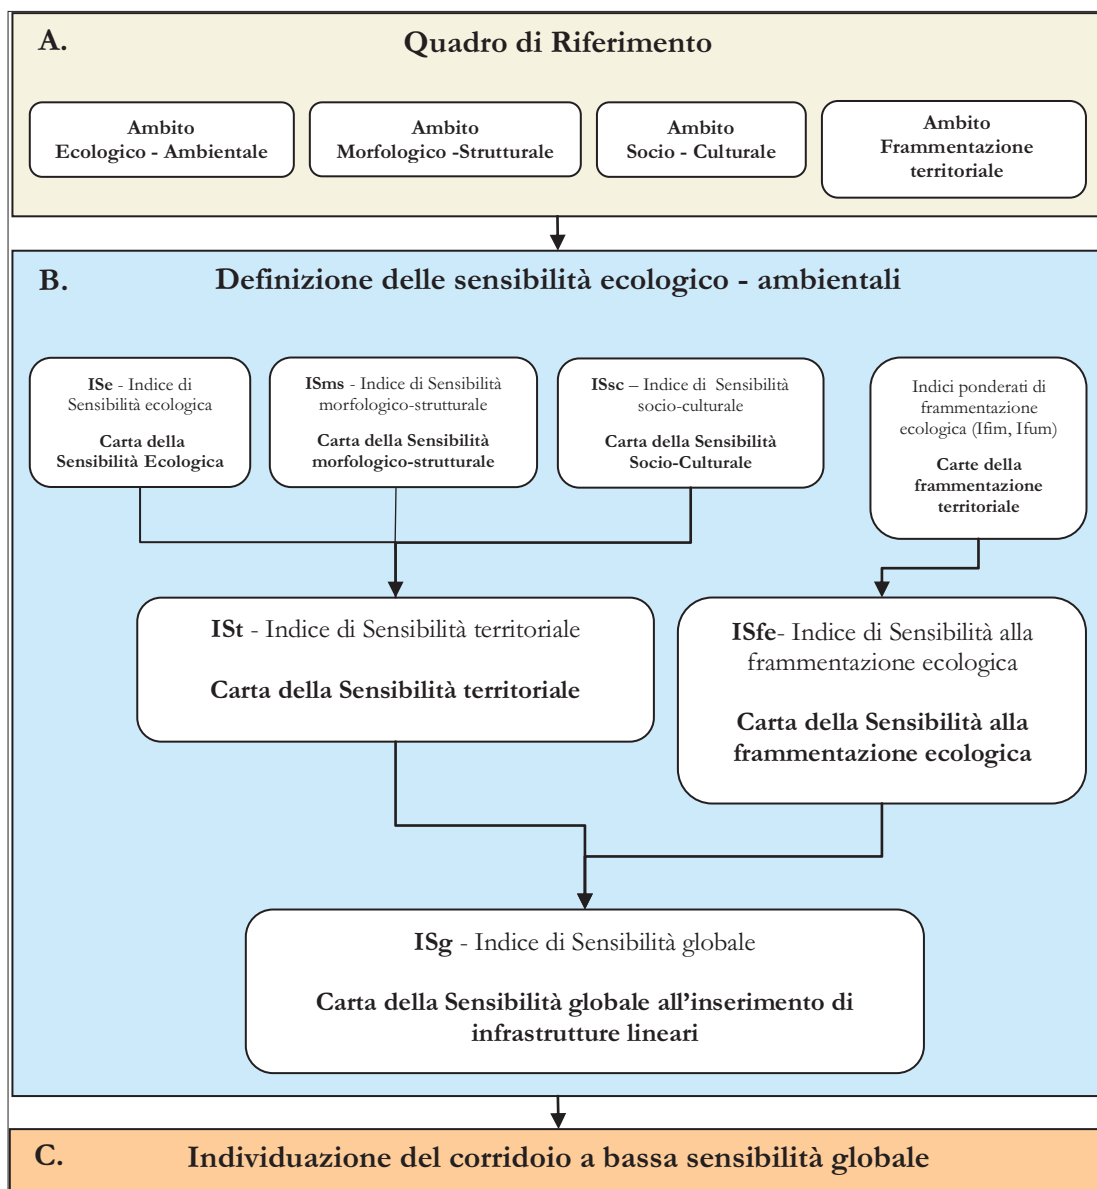 A.
Quadro di Riferimento
Ambito
Ecologico - Ambientale
Ambito
Morfologico -Strutturale
Ambito
Socio - Culturale
Ambito
Frammentazione
territoriale
B.
Definizione delle sensibilità ecologico - ambientali
ISe - Indice di
Sensibilità ecologica
Carta della
Sensibilità Ecologica
ISms - Indice di Sensibilità
morfologico-strutturale
Carta della Sensibilità
morfologico-strutturale
ISsc – Indice di Sensibilità
socio-culturale
Carta della Sensibilità
Socio-Culturale
Indici ponderati di
frammentazione
ecologica (Ifim, Ifum)
Carte della
frammentazione
territoriale
ISt - Indice di Sensibilità territoriale
Carta della Sensibilità territoriale
ISfe- Indice di Sensibilità alla
frammentazione ecologica
Carta della Sensibilità alla
frammentazione ecologica
ISg - Indice di Sensibilità globale
Carta della Sensibilità globale all'inserimento di
infrastrutture lineari
C.
Individuazione del corridoio a bassa sensibilità globale